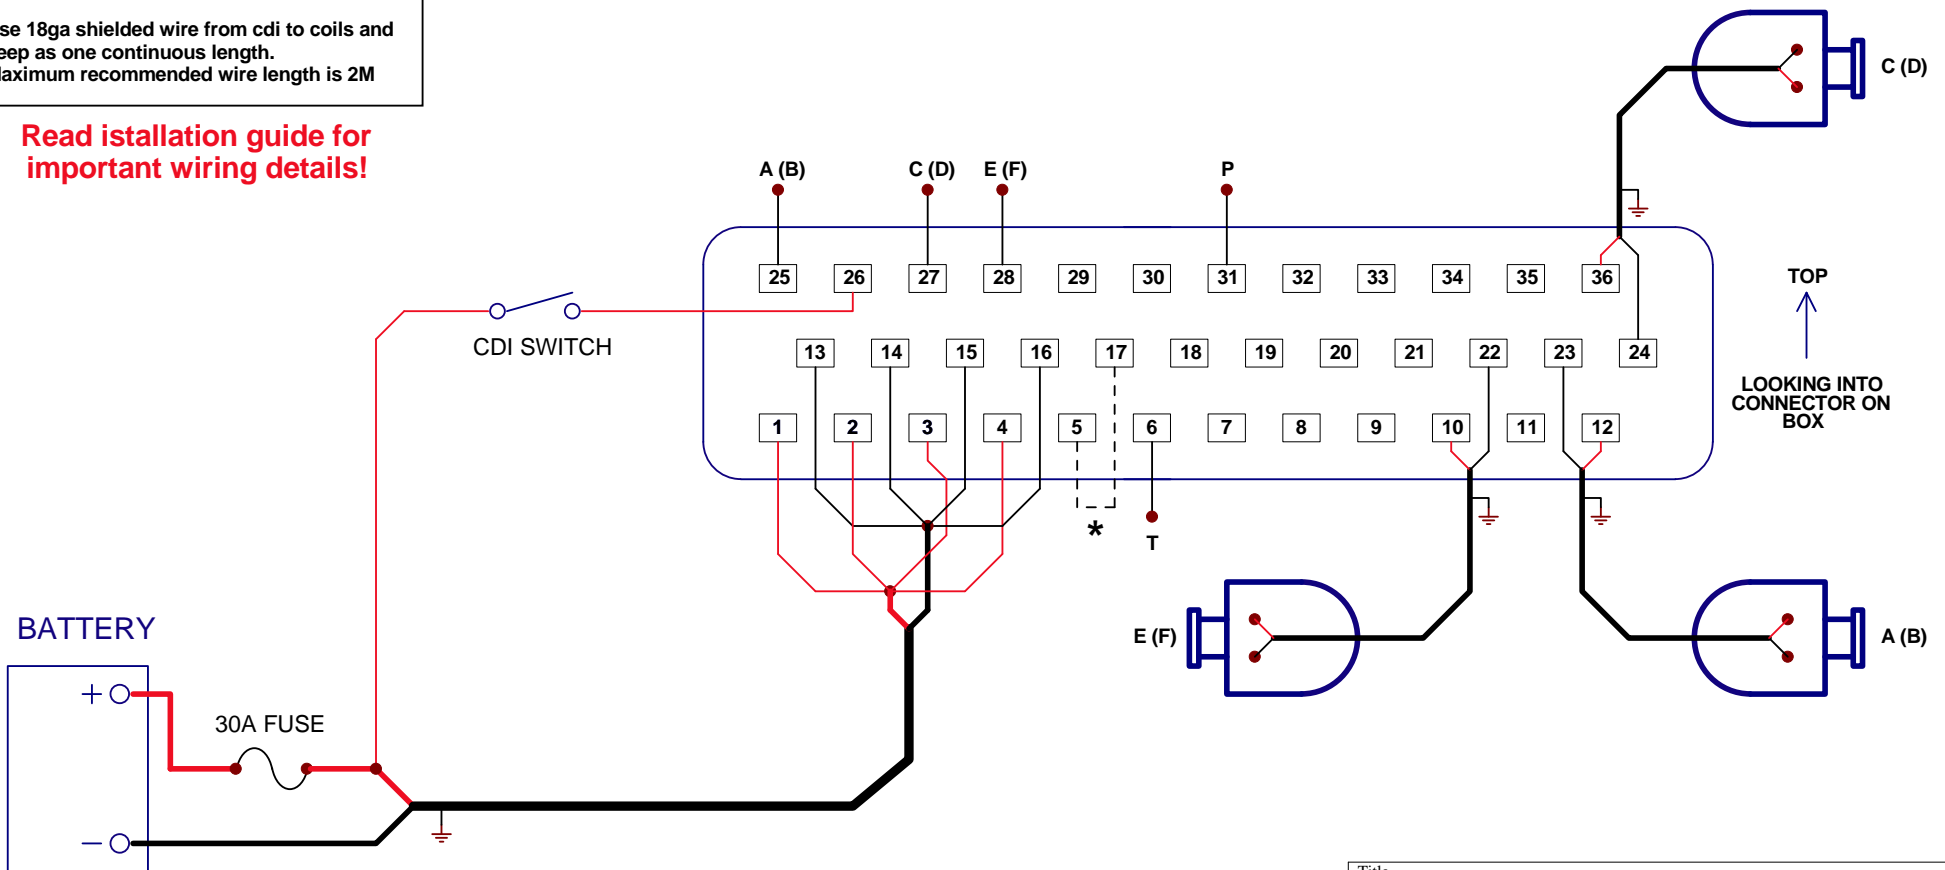 se 18ga shielded wire from cdi to coils and
eep as one continuous length.
laximum recommended wire length is 2M
Read istallation guide for
important wiring details!
C (D)
A (B)
C (D)
E (F)
P
25 26 27 28 29 30 31 32 33 34 35 36
TOP
CDI SWITCH
13 14 15 16 17 18 19 20 21 22 23 24
LOOKING INTO
CONNECTOR ON
BOX
1 2 3 4 5 6 7 8 9 10 11 12
*
T
BATTERY
E (F)
A (B)
+
30A FUSE
−
Title